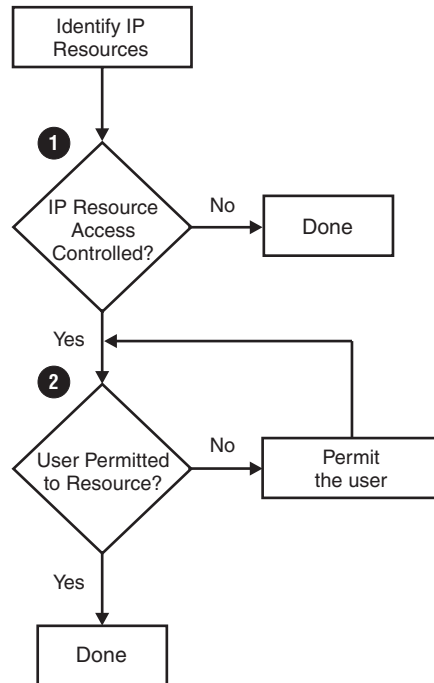 Identify IP
Resources
1
IP Resource
Access
Controlled?
No
Done
Yes
2
User Permitted
to Resource?
No
Permit
the user
Yes
Done